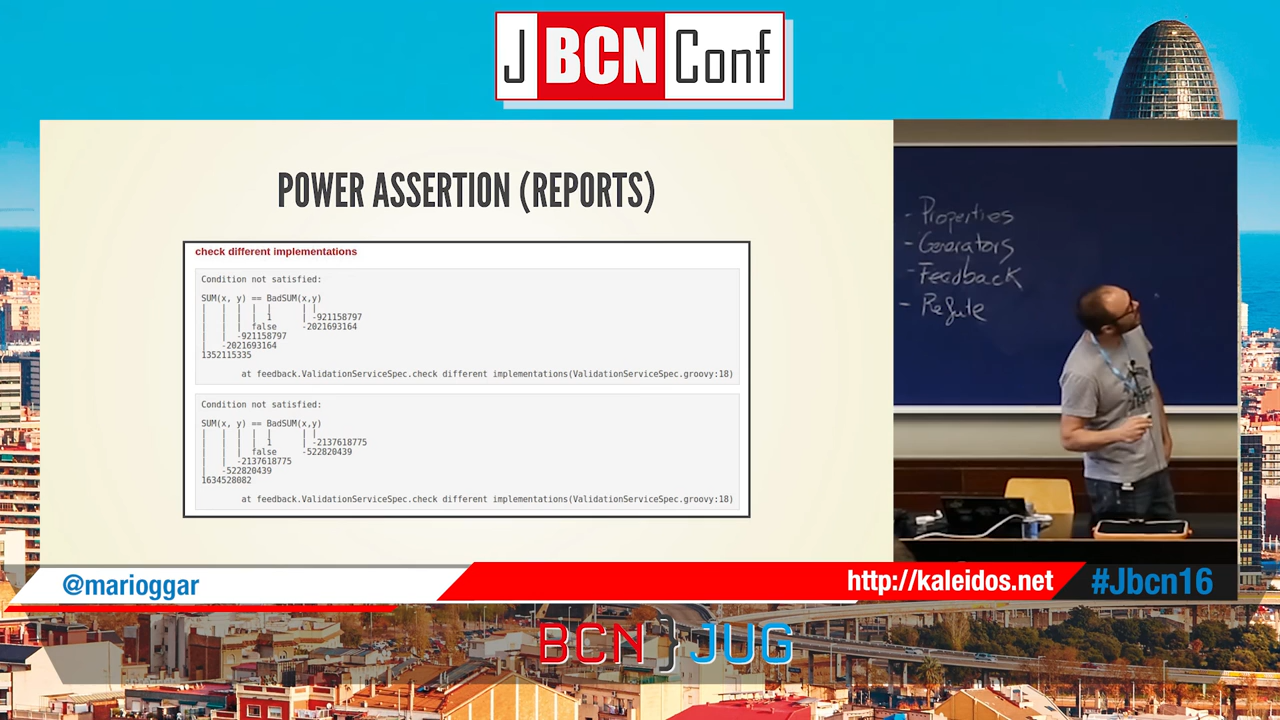 J BCN Conf
POWER ASSERTION (REPORTS)
check different implementations
Condition not satisfied:
SUM(x, y) == BadSUM(x,y)
| | | | | | |
| | | | 1 | -921158797
| | | false -2021693164
| | -921158797
| -2021693164
1352115335
at feedback.ValidationServiceSpec.check different implementations(ValidationServiceSpec.groovy:18)
Condition not satisfied:
SUM(x, y) == BadSUM(x,y)
| | | | | | |
| | | | 1 | -2137618775
| | | false -522820439
| | -2137618775
| -522820439
1634528082
at feedback.ValidationServiceSpec.check different implementations(ValidationServiceSpec.groovy:18)
- Properties
- Generators
- Feedback
- Refute
@marioggar
http://kaleidos.net
#Jbcn16
BCN}JUG